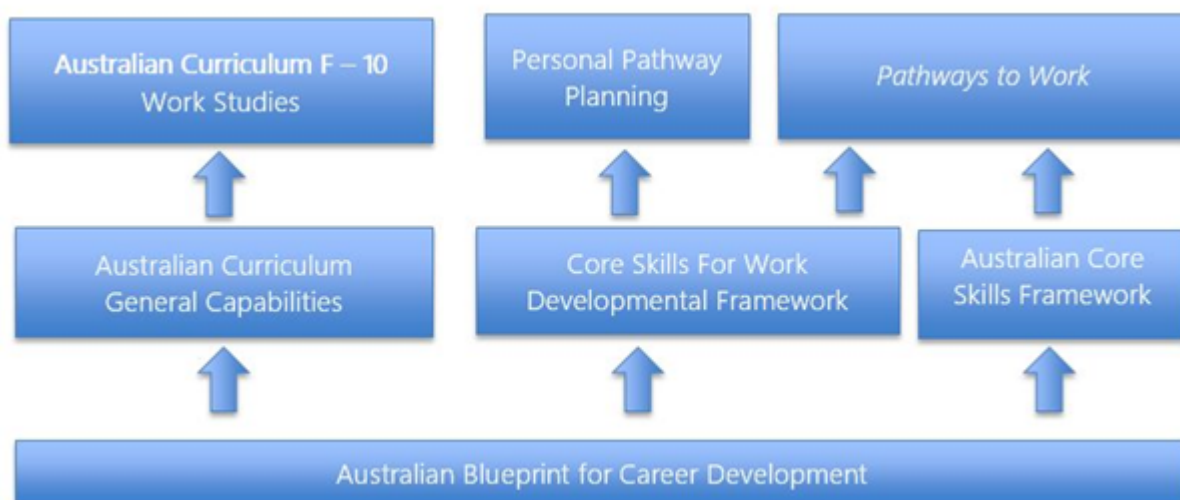 Australian Curriculum F – 10
Work Studies
Personal Pathway
Planning
Pathways to Work
Australian Curriculum
General Capabilities
Core Skills For Work
Developmental Framework
Australian Core
Skills Framework
Australian Blueprint for Career Development